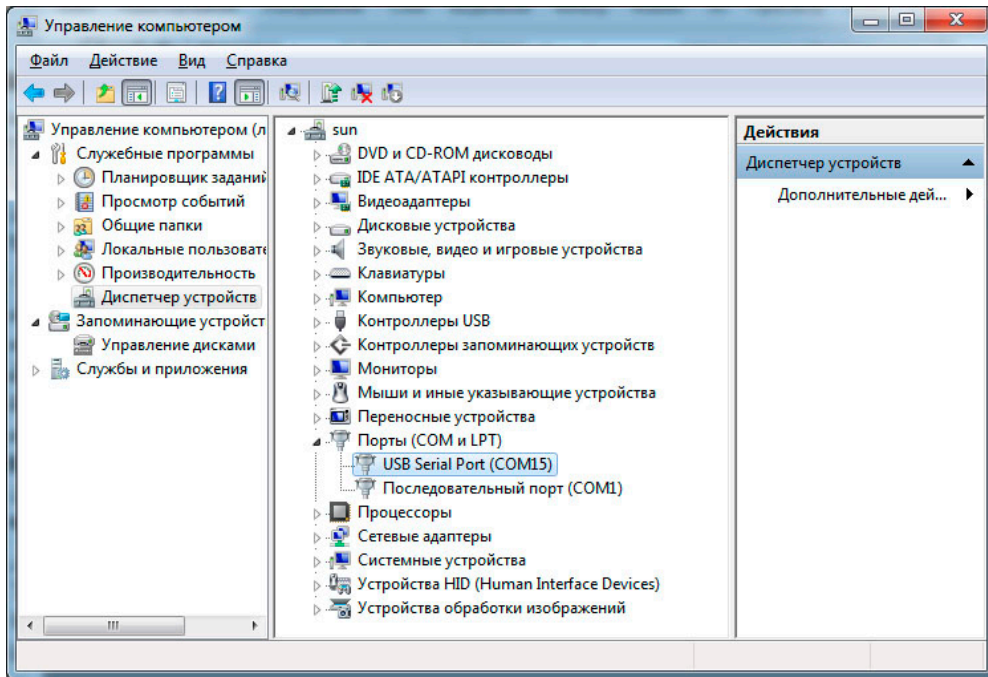 Управление компьютером
Файл Действие Вид Справка
Управление компьютером (л
Служебные программы
Планировщик заданий
Просмотр событий
Общие папки
Локальные пользовате
Производительность
Диспетчер устройств
Запоминающие устройст
Управление дисками
Службы и приложения
sun
DVD и CD-ROM дисководы
IDE ATA/ATAPI контроллеры
Видеоадаптеры
Дисковые устройства
Звуковые, видео и игровые устройства
Клавиатуры
Компьютер
Контроллеры USB
Контроллеры запоминающих устройств
Мониторы
Мыши и иные указывающие устройства
Переносные устройства
Порты (COM и LPT)
USB Serial Port (COM15)
Последовательный порт (COM1)
Процессоры
Сетевые адаптеры
Системные устройства
Устройства HID (Human Interface Devices)
Устройства обработки изображений
Действия
Диспетчер устройств
Дополнительные дей...